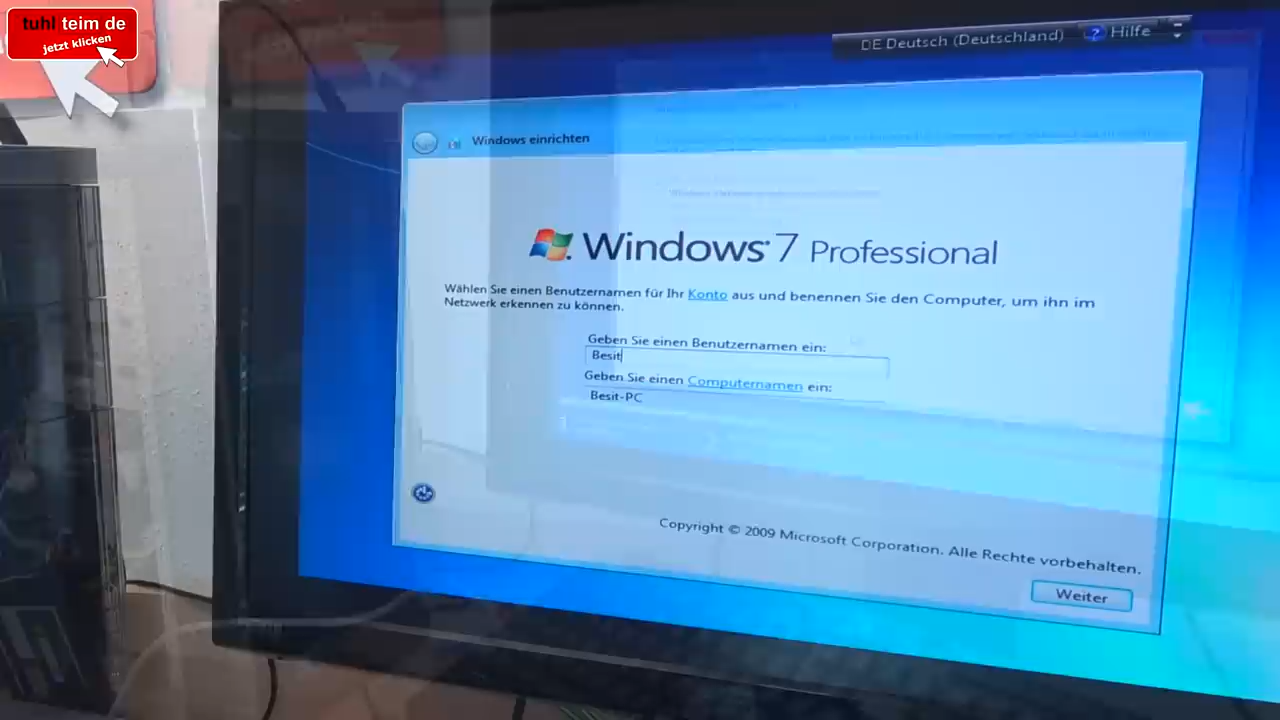 tuhl teim de
jetzt klicken
DE Deutsch (Deutschland) ? Hilfe
Windows einrichten
Windows 7 Professional
Wählen Sie einen Benutzernamen für Ihr Konto aus und benennen Sie den Computer, um ihn im
Netzwerk erkennen zu können.
Geben Sie einen Benutzernamen ein:
Besit
Geben Sie einen Computernamen ein:
Besit-PC
Copyright © 2009 Microsoft Corporation. Alle Rechte vorbehalten.
Weiter